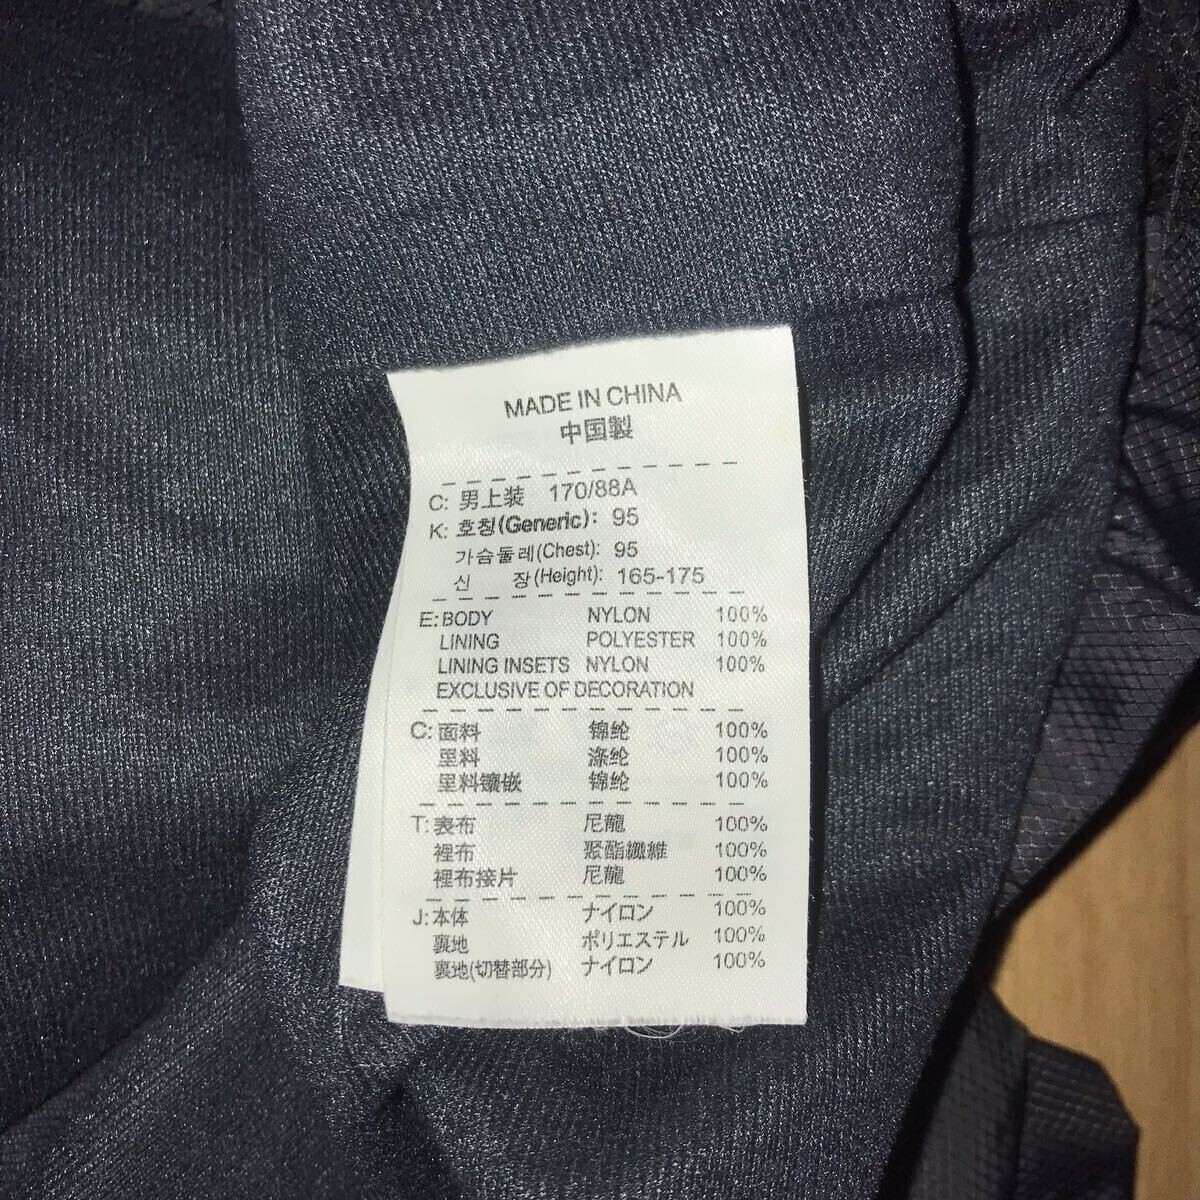 MADE IN CHINA
中国製
C: 男上装 170/88A
K: 호칭(Generic): 95
가슴둘레(Chest): 95
신 장(Height): 165-175
E: BODY NYLON 100%
LINING POLYESTER 100%
LINING INSETS NYLON 100%
EXCLUSIVE OF DECORATION
C: 面料 锦纶 100%
里料 涤纶 100%
里料镶嵌 锦纶 100%
T: 表布 尼龍 100%
裡布 聚酯纖維 100%
裡布接片 尼龍 100%
J: 本体 ナイロン 100%
裏地 ポリエステル 100%
裏地(切替部分) ナイロン 100%